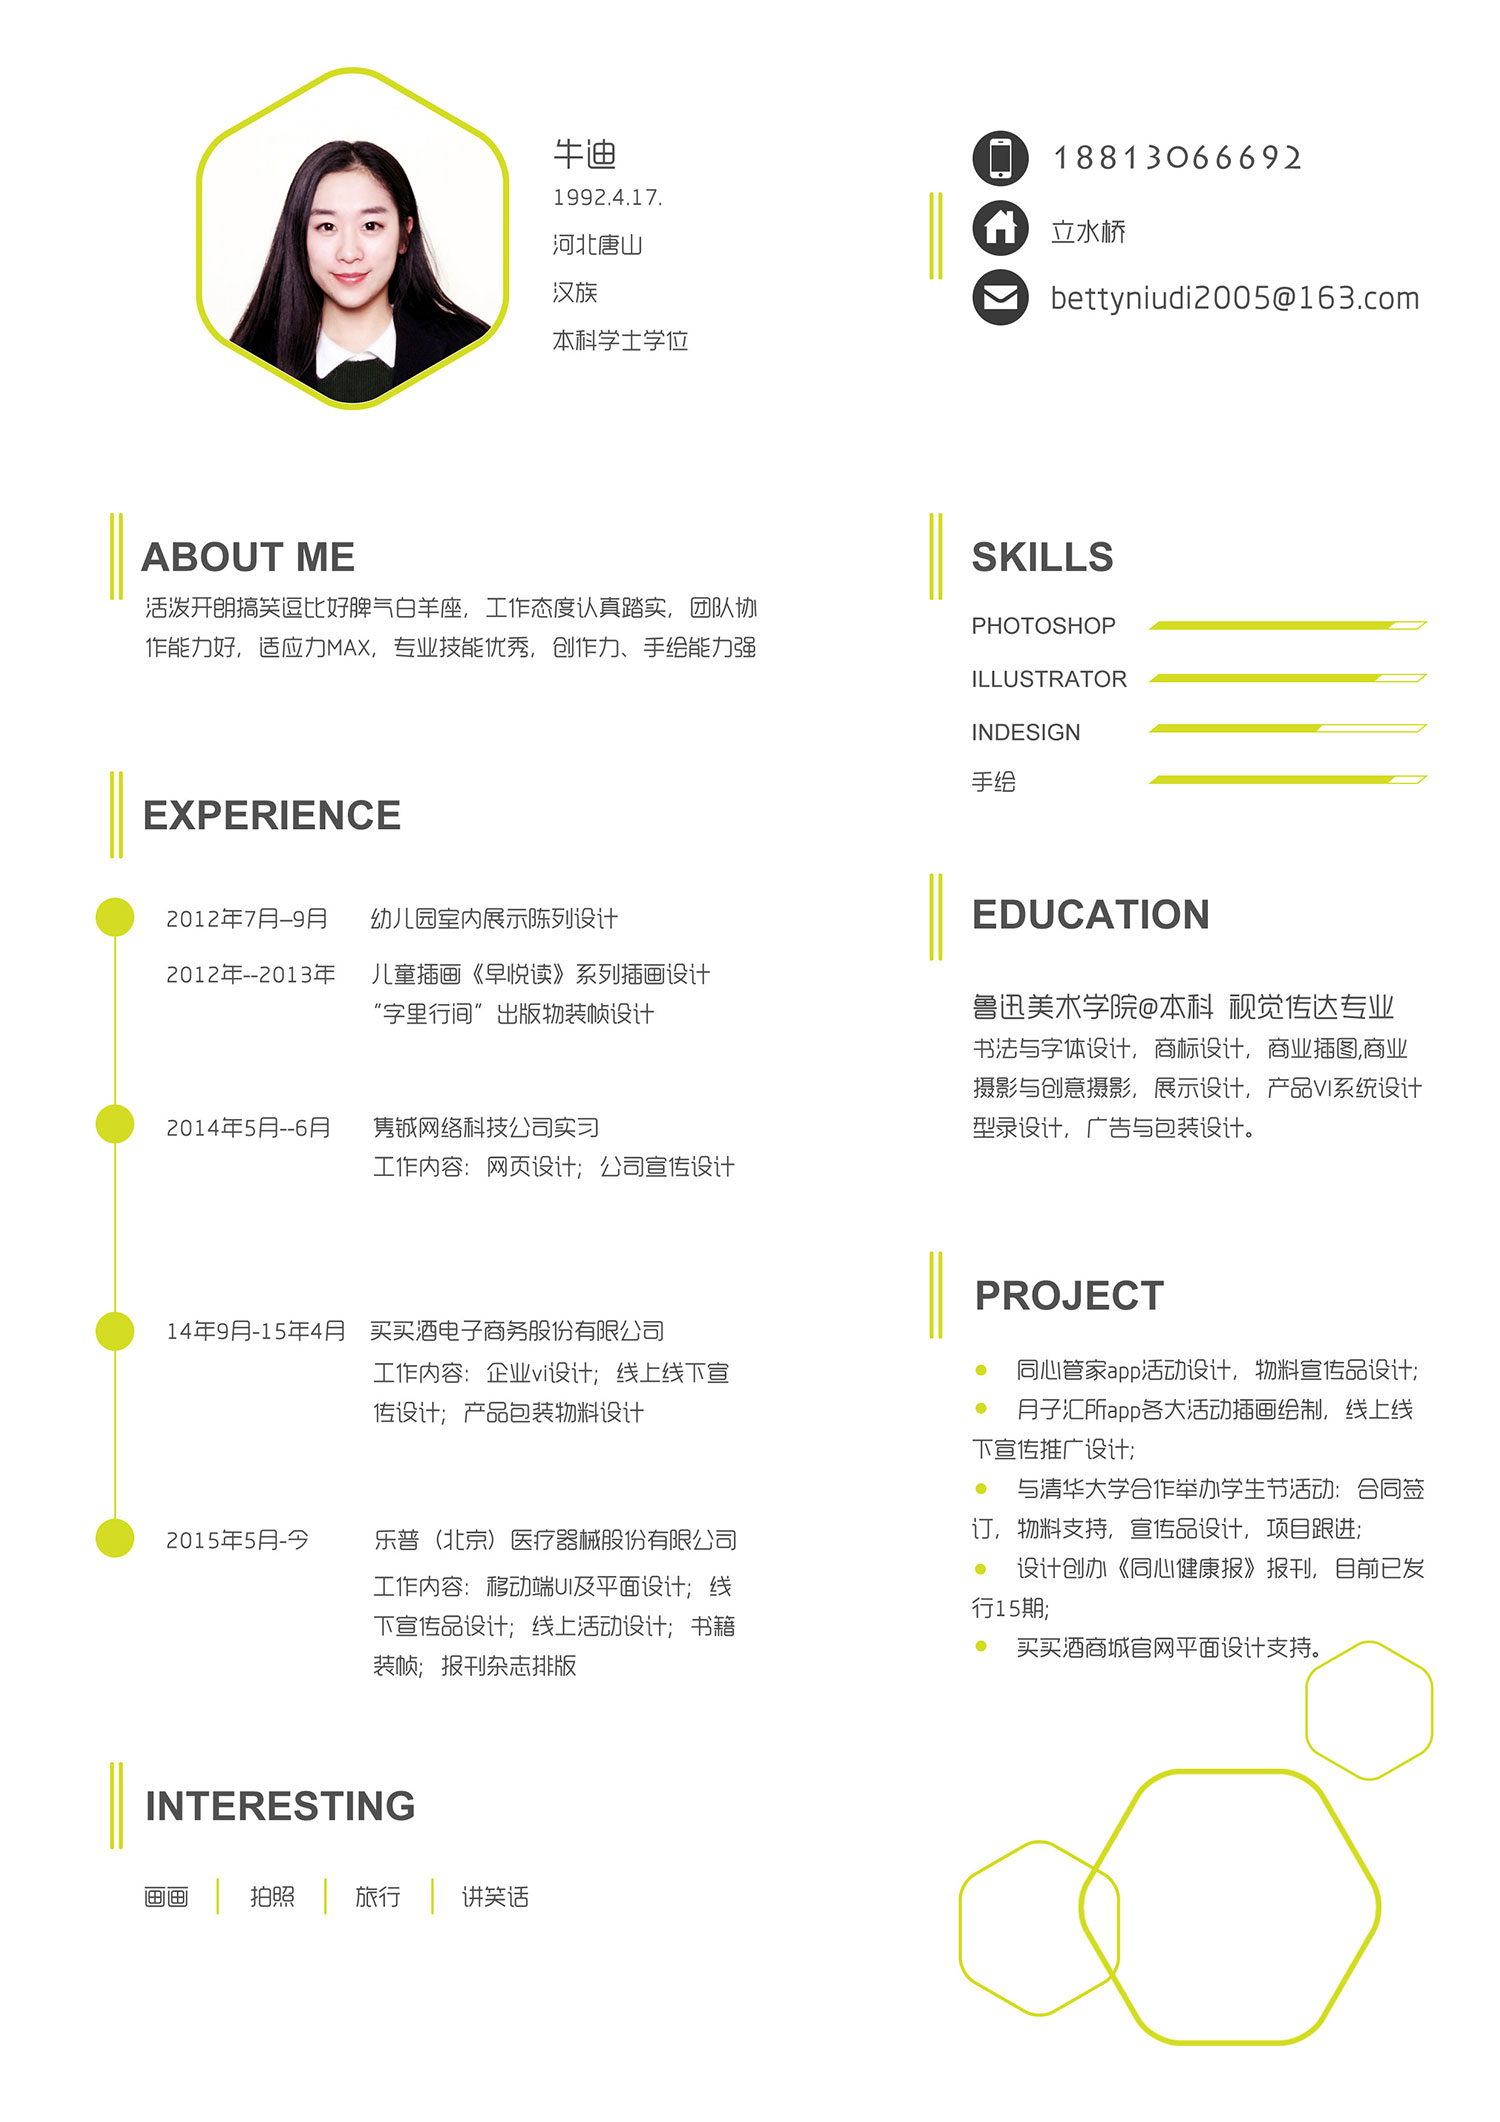 牛迪
1992.4.17.
河北唐山
汉族
本科学士学位
18813066692
立水桥
bettyniudi2005@163.com
ABOUT ME
活泼开朗搞笑逗比好脾气白羊座，工作态度认真踏实，团队协
作能力好，适应力MAX，专业技能优秀，创作力、手绘能力强
EXPERIENCE
2012年7月–9月 幼儿园室内展示陈列设计
2012年--2013年 儿童插画《早悦读》系列插画设计
“字里行间”出版物装帧设计
2014年5月--6月 隽铖网络科技公司实习
工作内容：网页设计；公司宣传设计
14年9月-15年4月 买买酒电子商务股份有限公司
工作内容：企业vi设计；线上线下宣
传设计；产品包装物料设计
2015年5月-今 乐普（北京）医疗器械股份有限公司
工作内容：移动端UI及平面设计；线
下宣传品设计；线上活动设计；书籍
装帧；报刊杂志排版
INTERESTING
画画 拍照 旅行 讲笑话
SKILLS
PHOTOSHOP
ILLUSTRATOR
INDESIGN
手绘
EDUCATION
鲁迅美术学院@本科 视觉传达专业
书法与字体设计，商标设计，商业插图,商业
摄影与创意摄影，展示设计，产品VI系统设计
型录设计，广告与包装设计。
PROJECT
● 同心管家app活动设计，物料宣传品设计；
● 月子汇所app各大活动插画绘制，线上线
下宣传推广设计；
● 与清华大学合作举办学生节活动：合同签
订，物料支持，宣传品设计，项目跟进；
● 设计创办《同心健康报》报刊，目前已发
行15期；
● 买买酒商城官网平面设计支持。